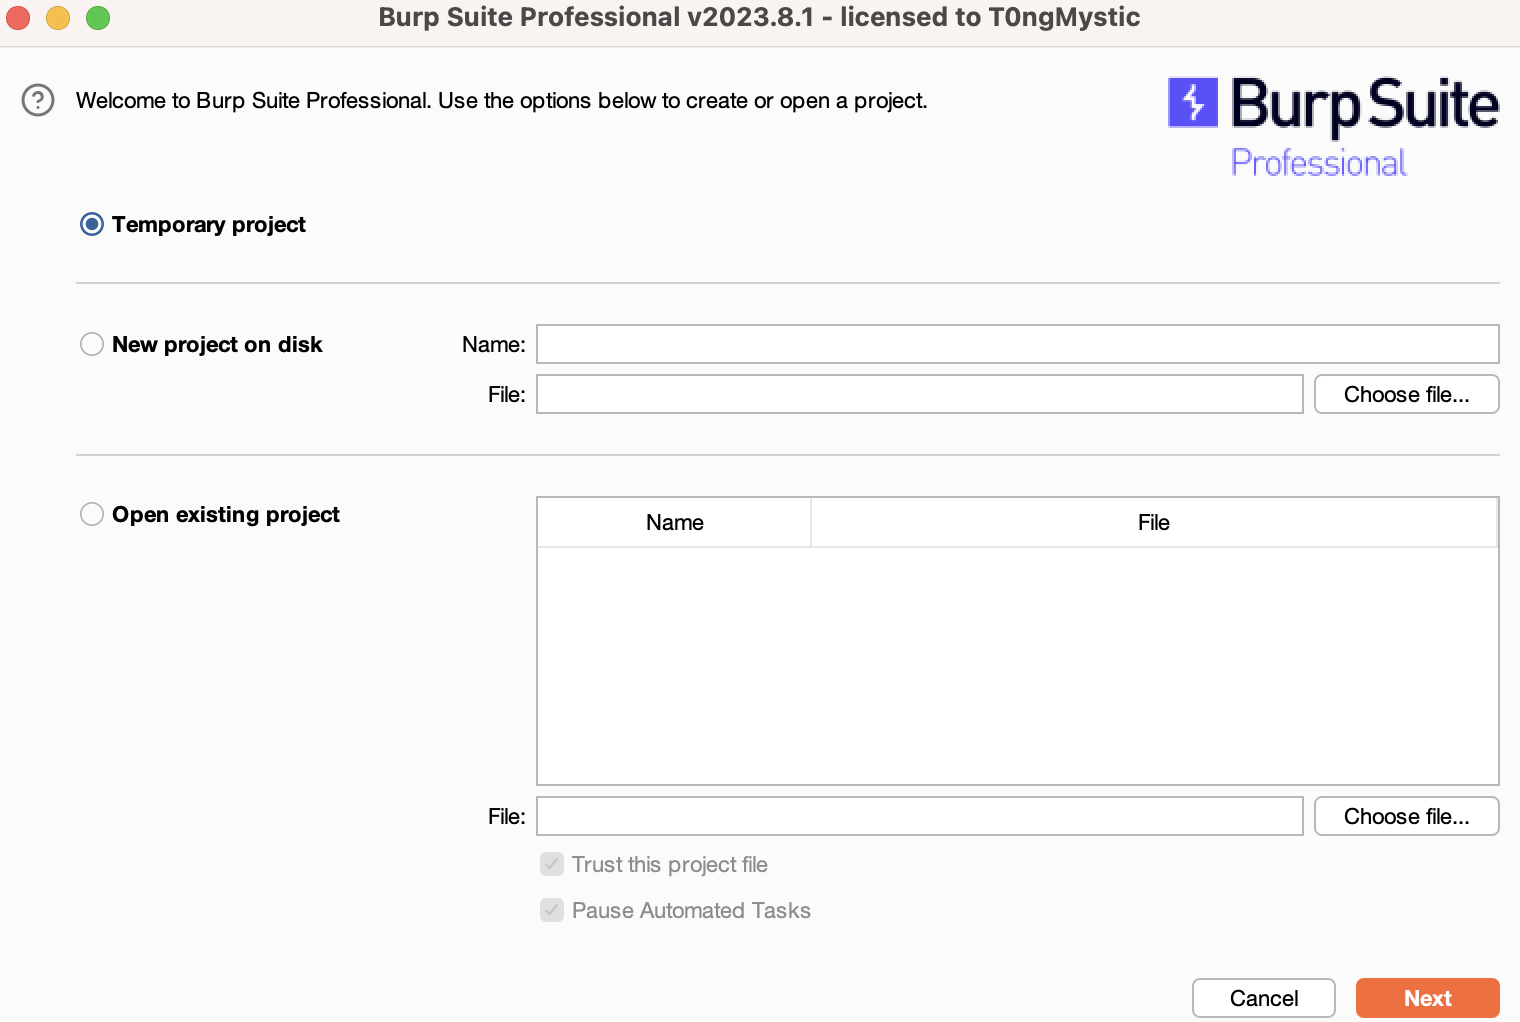 Burp Suite Professional v2023.8.1 - licensed to T0ngMystic
? Welcome to Burp Suite Professional. Use the options below to create or open a project.
Burp Suite
Professional
Temporary project
New project on disk Name:
File: Choose file...
Open existing project Name File
File: Choose file...
Trust this project file
Pause Automated Tasks
Cancel Next